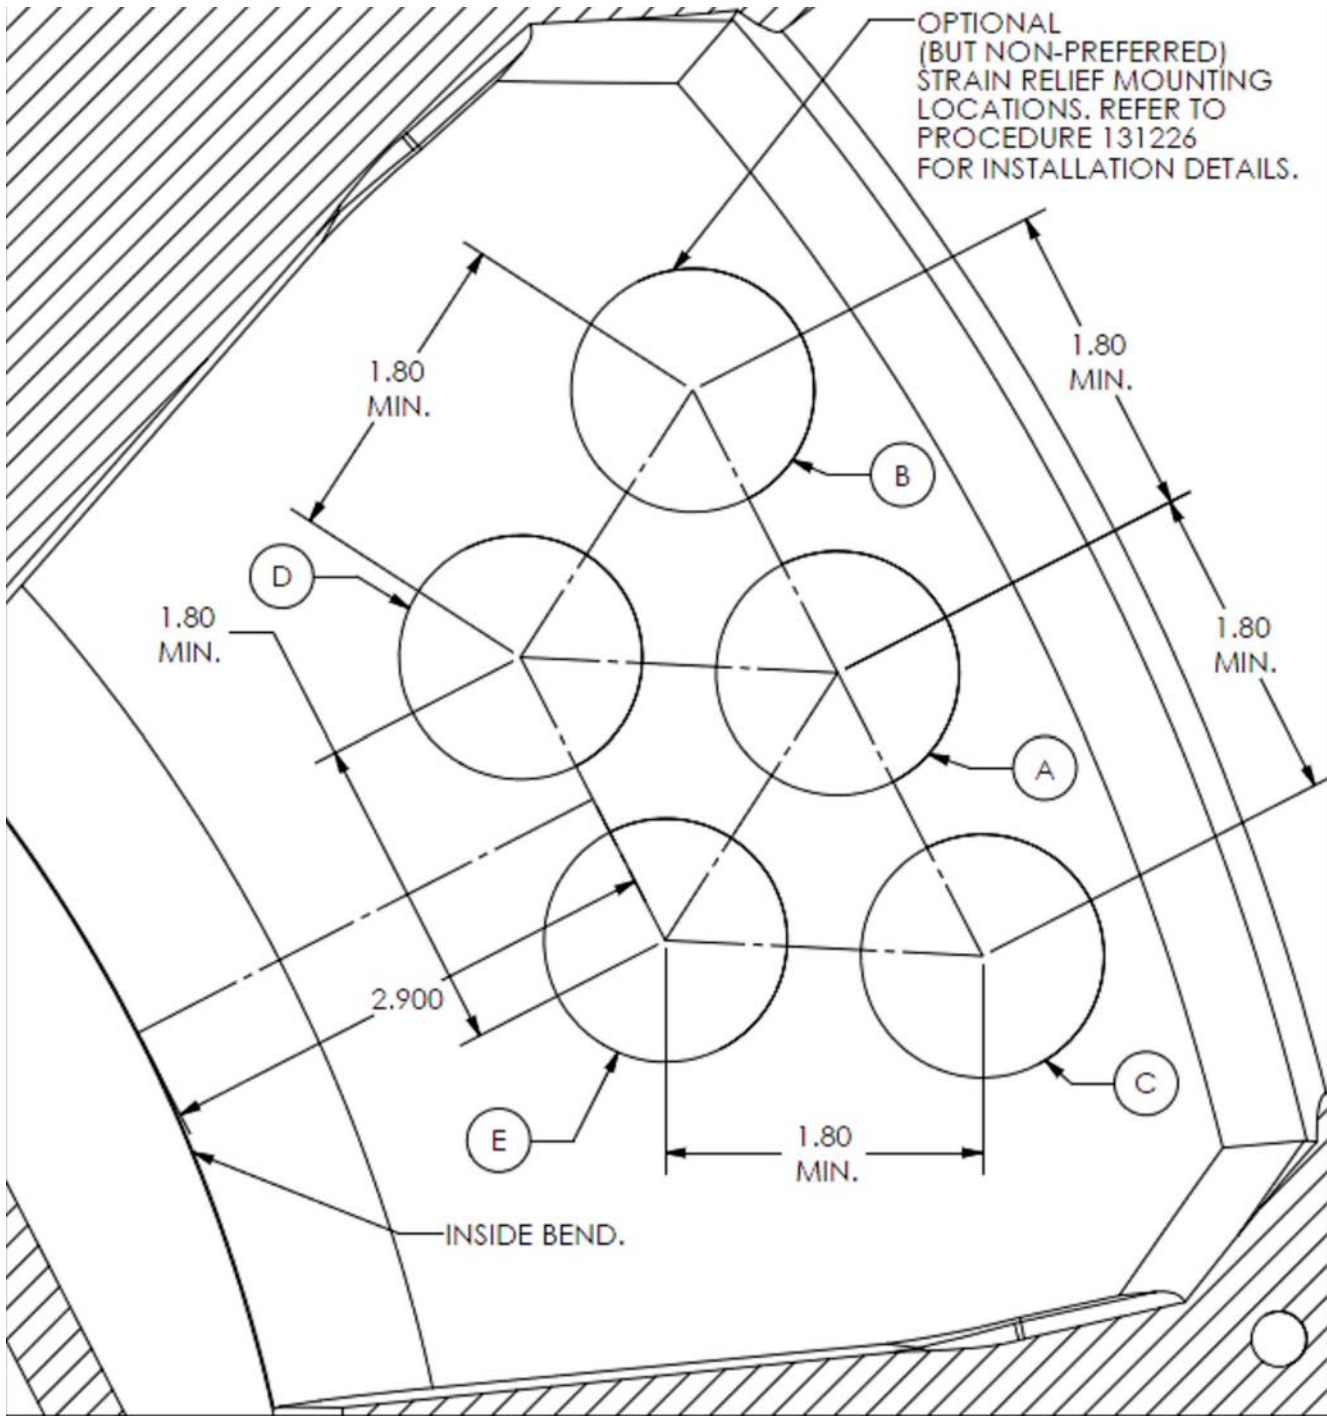 OPTIONAL
(BUT NON-PREFERRED)
STRAIN RELIEF MOUNTING
LOCATIONS. REFER TO
PROCEDURE 131226
FOR INSTALLATION DETAILS.
1.80
MIN.
1.80
MIN.
B
D
1.80
MIN.
1.80
MIN.
A
2.900
C
E
1.80
MIN.
INSIDE BEND.